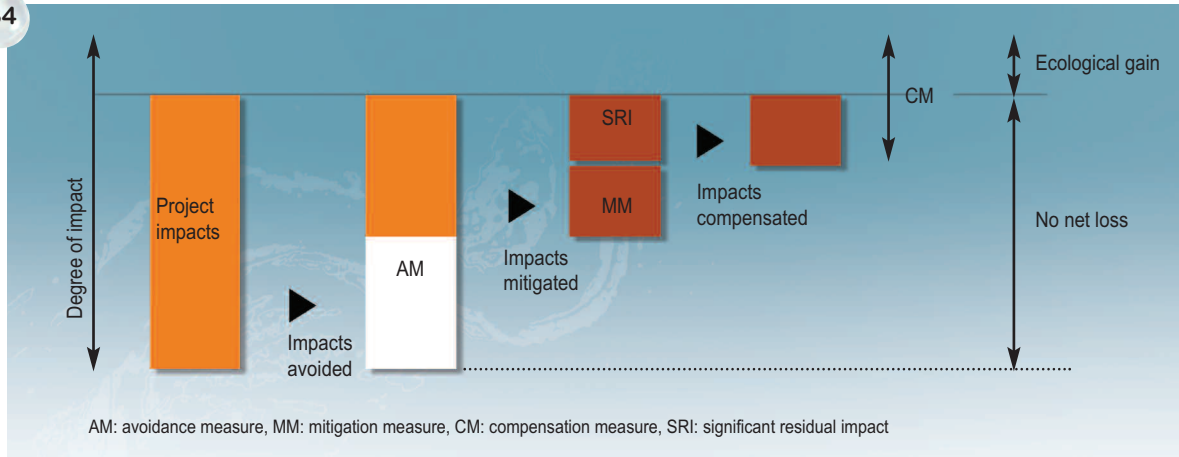 4
Ecological gain
CM
SRI
Degree of impact
Project
impacts
AM
MM
Impacts
compensated
No net loss
Impacts
mitigated
Impacts
avoided
AM: avoidance measure, MM: mitigation measure, CM: compensation measure, SRI: significant residual impact